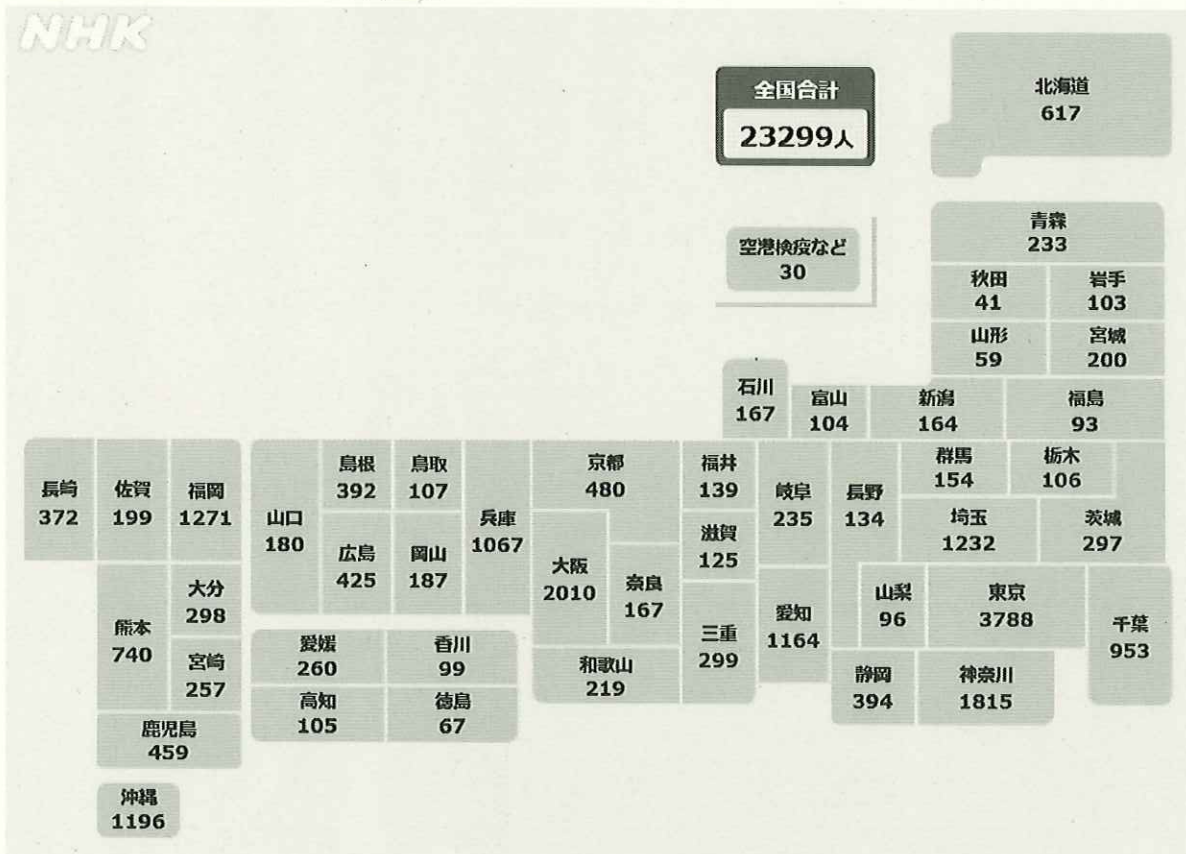 NHK
全国合計
23299人
北海道
617
空港検疫など
30
青森
233
秋田
41
岩手
103
山形
59
宮城
200
石川
167
富山
104
新潟
164
福島
93
長崎
372
佐賀
199
福岡
1271
山口
180
島根
392
鳥取
107
兵庫
1067
京都
480
福井
139
岐阜
235
長野
134
群馬
154
栃木
106
広島
425
岡山
187
大阪
2010
奈良
167
滋賀
125
埼玉
1232
茨城
297
熊本
740
大分
298
宮崎
257
愛媛
260
香川
99
和歌山
219
三重
299
愛知
1164
山梨
96
東京
3788
千葉
953
高知
105
徳島
67
静岡
394
神奈川
1815
鹿児島
459
沖縄
1196